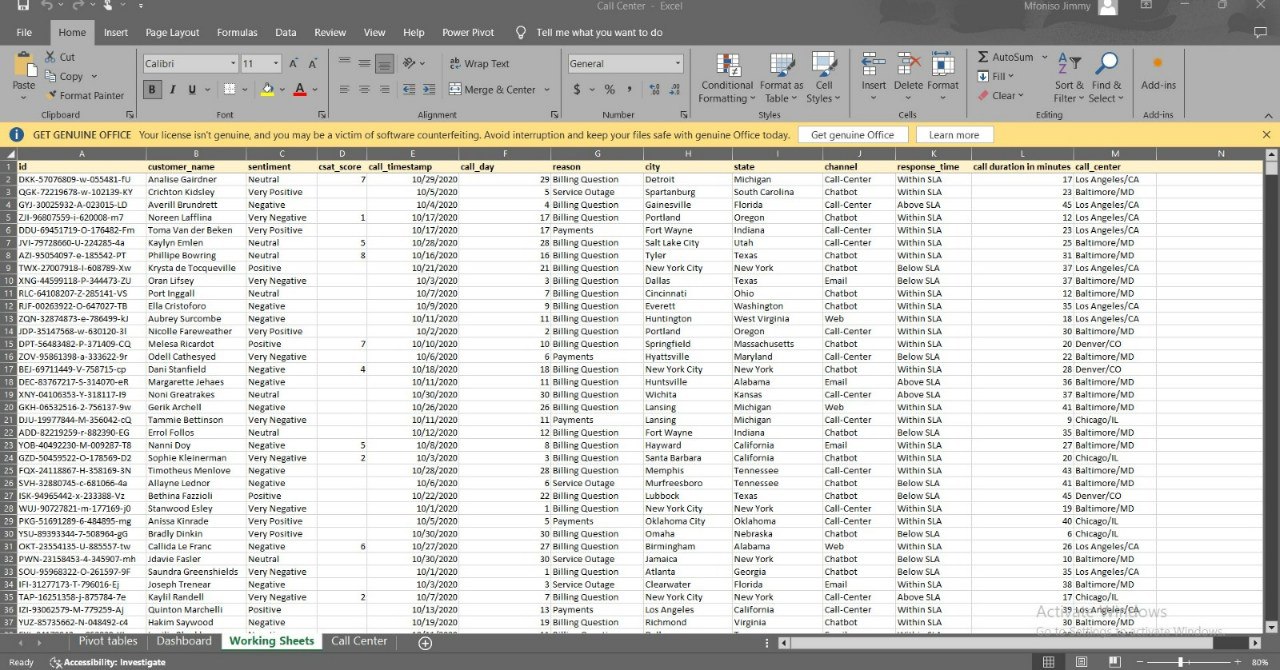 Call Center - Excel
Mfoniso Jimmy
File Home Insert Page Layout Formulas Data Review View Help Power Pivot Tell me what you want to do
Cut
Copy
Format Painter
Paste
Clipboard
Calibri 11
B I U
Font
Wrap Text
Merge & Center
Alignment
General
$ % ,
Number
Conditional Formatting
Format as Table
Cell Styles
Styles
Insert Delete Format
Cells
AutoSum
Fill
Clear
Sort & Filter
Find & Select
Editing
Add-ins
Add-ins
GET GENUINE OFFICE Your license isn't genuine, and you may be a victim of software counterfeiting. Avoid interruption and keep your files safe with genuine Office today. Get genuine Office Learn more
A B C D E F G H I J K L M N
1 id customer_name sentiment csat_score call_timestamp call_day reason city state channel response_time call duration in minutes call_center
2 DKK-57076809-w-055481-fU Analise Gairdner Neutral 7 10/29/2020 29 Billing Question Detroit Michigan Call-Center Within SLA 17 Los Angeles/CA
3 QGK-72219678-w-102139-KY Crichton Kidsley Very Positive 10/5/2020 5 Service Outage Spartanburg South Carolina Chatbot Within SLA 23 Baltimore/MD
4 GYJ-30025932-A-023015-LD Averill Brundrett Negative 10/4/2020 4 Billing Question Gainesville Florida Call-Center Above SLA 45 Los Angeles/CA
5 ZJI-96807559-i-620008-m7 Noreen Lafflina Very Negative 1 10/17/2020 17 Billing Question Portland Oregon Chatbot Within SLA 12 Los Angeles/CA
6 DDU-69451719-O-176482-Fm Toma Van der Beken Very Positive 10/17/2020 17 Payments Fort Wayne Indiana Call-Center Within SLA 23 Los Angeles/CA
7 JVI-79728660-U-224285-4a Kaylyn Emlen Neutral 5 10/28/2020 28 Billing Question Salt Lake City Utah Call-Center Within SLA 25 Baltimore/MD
8 AZI-95054097-e-185542-PT Phillipe Bowring Neutral 8 10/16/2020 16 Billing Question Tyler Texas Chatbot Within SLA 31 Baltimore/MD
9 TWX-27007918-I-608789-Xw Krysta de Tocqueville Positive 10/21/2020 21 Billing Question New York City New York Chatbot Below SLA 37 Los Angeles/CA
10 XNG-44599118-P-344473-ZU Oran Lifsey Very Negative 10/3/2020 3 Billing Question Dallas Texas Email Below SLA 37 Baltimore/MD
11 RLC-64108207-Z-285141-VS Port Inggall Neutral 10/7/2020 7 Billing Question Cincinnati Ohio Chatbot Within SLA 12 Baltimore/MD
12 RJF-00263922-O-647027-TB Ella Cristoforo Negative 10/9/2020 9 Billing Question Everett Washington Chatbot Within SLA 35 Los Angeles/CA
13 ZQN-32874873-e-786499-kJ Aubrey Surcombe Negative 10/11/2020 11 Billing Question Huntington West Virginia Web Within SLA 18 Los Angeles/CA
14 JDP-35147568-w-630120-3l Nicolle Fareweather Very Positive 10/2/2020 2 Billing Question Portland Oregon Call-Center Within SLA 30 Baltimore/MD
15 DPT-56483482-P-371409-CQ Melesa Ricardot Positive 7 10/10/2020 10 Billing Question Springfield Massachusetts Chatbot Within SLA 20 Denver/CO
16 ZOV-95861398-a-333622-9r Odell Cathesyed Very Negative 10/6/2020 6 Payments Hyattsville Maryland Call-Center Below SLA 22 Baltimore/MD
17 BEJ-69711449-V-758715-cp Dani Stanfield Negative 4 10/18/2020 18 Billing Question New York City New York Chatbot Within SLA 28 Denver/CO
18 DEC-83767217-S-314070-eR Margarette Jehaes Negative 10/11/2020 11 Billing Question Huntsville Alabama Email Above SLA 36 Baltimore/MD
19 XNY-04106353-Y-318117-I9 Noni Greatrakes Neutral 10/30/2020 30 Billing Question Wichita Kansas Call-Center Above SLA 37 Baltimore/MD
20 GKH-06532516-2-756137-9w Gerik Archell Negative 10/26/2020 26 Billing Question Lansing Michigan Web Within SLA 41 Baltimore/MD
21 DJU-19977844-M-356042-cQ Tammie Bettinson Very Negative 10/11/2020 11 Payments Lansing Michigan Call-Center Within SLA 9 Chicago/IL
22 ADD-82219259-r-882390-EG Errol Follos Neutral 10/12/2020 12 Billing Question Fort Wayne Indiana Chatbot Below SLA 35 Baltimore/MD
23 YOB-40492230-M-009287-T8 Nanni Doy Negative 5 10/8/2020 8 Billing Question Hayward California Email Within SLA 27 Baltimore/MD
24 GZD-50459522-O-178569-D2 Sophie Kleinerman Very Negative 2 10/3/2020 3 Billing Question Santa Barbara California Chatbot Within SLA 20 Chicago/IL
25 FQX-24118867-H-358169-3N Timotheus Menlove Negative 10/28/2020 28 Billing Question Memphis Tennessee Call-Center Within SLA 43 Baltimore/MD
26 SVH-32880745-c-681066-4a Allayne Lednor Negative 10/6/2020 6 Service Outage Murfreesboro Tennessee Chatbot Below SLA 41 Baltimore/MD
27 ISK-94965442-x-233388-Vz Bethina Fazzioli Positive 10/22/2020 22 Billing Question Lubbock Texas Call-Center Below SLA 45 Denver/CO
28 WUJ-90727821-m-177169-j0 Stanwood Esley Very Negative 10/1/2020 1 Billing Question New York City New York Call-Center Within SLA 19 Baltimore/MD
29 PKG-51691289-6-484895-mg Anissa Kinrade Very Positive 10/5/2020 5 Payments Oklahoma City Oklahoma Call-Center Within SLA 40 Chicago/IL
30 YSU-89393344-7-508964-gG Bradly Dinkin Very Positive 10/30/2020 30 Billing Question Omaha Nebraska Chatbot Below SLA 6 Chicago/IL
31 OKT-23554135-U-885557-tw Callida Le Franc Negative 6 10/27/2020 27 Billing Question Birmingham Alabama Web Within SLA 26 Los Angeles/CA
32 PWN-23158453-4-345907-mh Jdavie Fasler Neutral 10/30/2020 30 Service Outage Jamaica New York Chatbot Within SLA 10 Baltimore/MD
33 SOU-95968322-O-261597-9F Saundra Greenshields Very Negative 10/1/2020 1 Billing Question Atlanta Georgia Chatbot Below SLA 35 Los Angeles/CA
34 IFI-31277173-T-796016-Ej Joseph Trenear Negative 10/3/2020 3 Service Outage Clearwater Florida Email Within SLA 38 Baltimore/MD
35 TAP-16251358-j-875784-7e Kaylil Randell Very Negative 2 10/7/2020 7 Billing Question New York City New York Email Above SLA 17 Chicago/IL
36 IZI-93062579-M-779259-Aj Quinton Marchelli Positive 10/13/2020 13 Payments Los Angeles California Call-Center Within SLA 39 Los Angeles/CA
37 YUZ-85735662-N-048492-c4 Hakim Saywood Negative 10/19/2020 19 Billing Question Richmond Virginia Chatbot Within SLA 30 Baltimore/MD
Activate Windows
Go to Settings to activate Windows.
Pivot tables Dashboard Working Sheets Call Center
Ready Accessibility: Investigate 80%